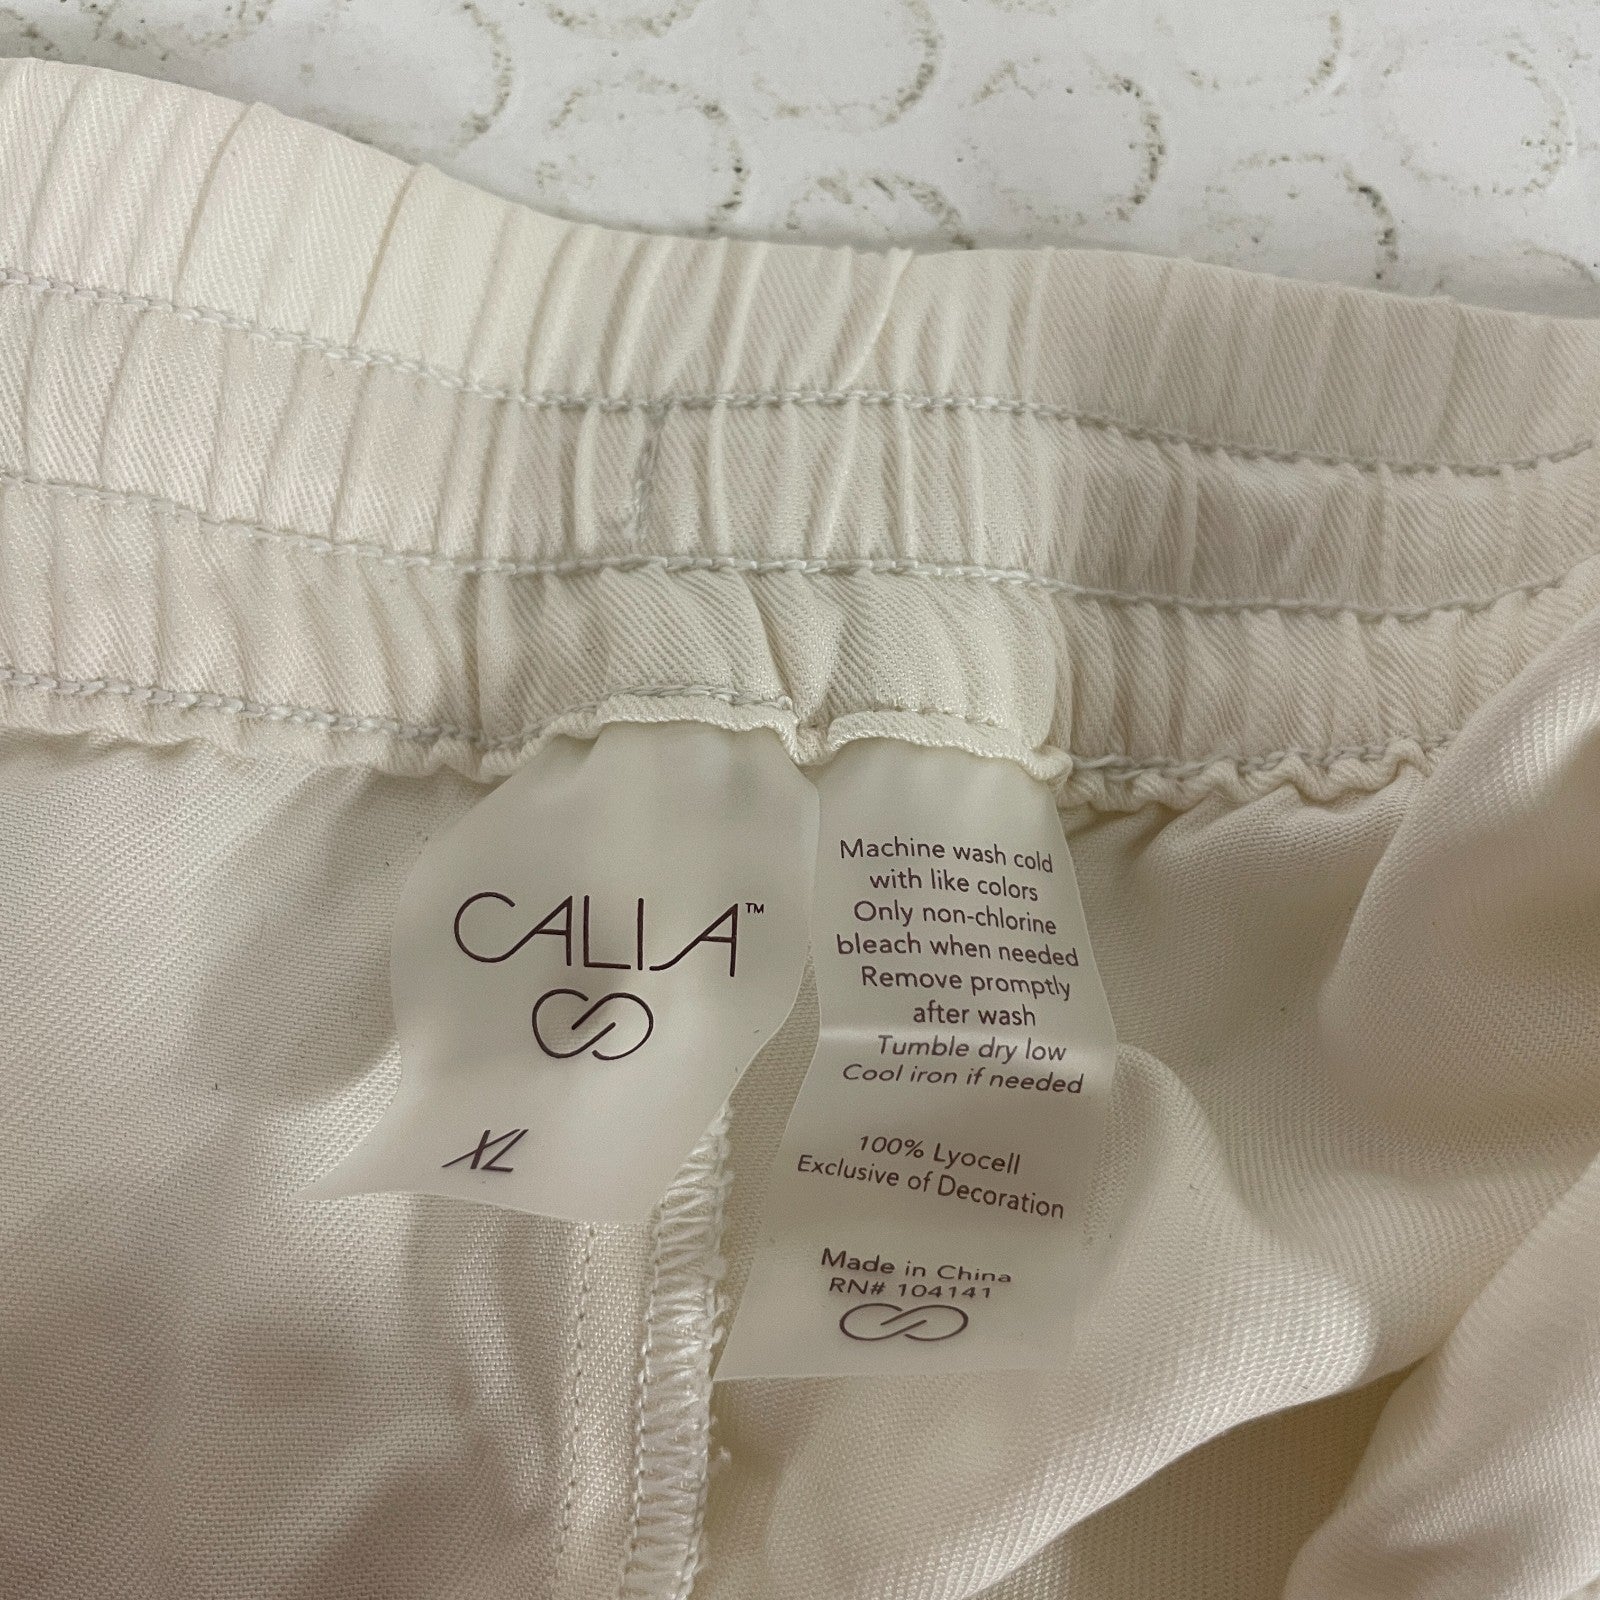 CALIA™
XL
Machine wash cold
with like colors
Only non-chlorine
bleach when needed
Remove promptly
after wash
Tumble dry low
Cool iron if needed
100% Lyocell
Exclusive of Decoration
Made in China
RN# 104141